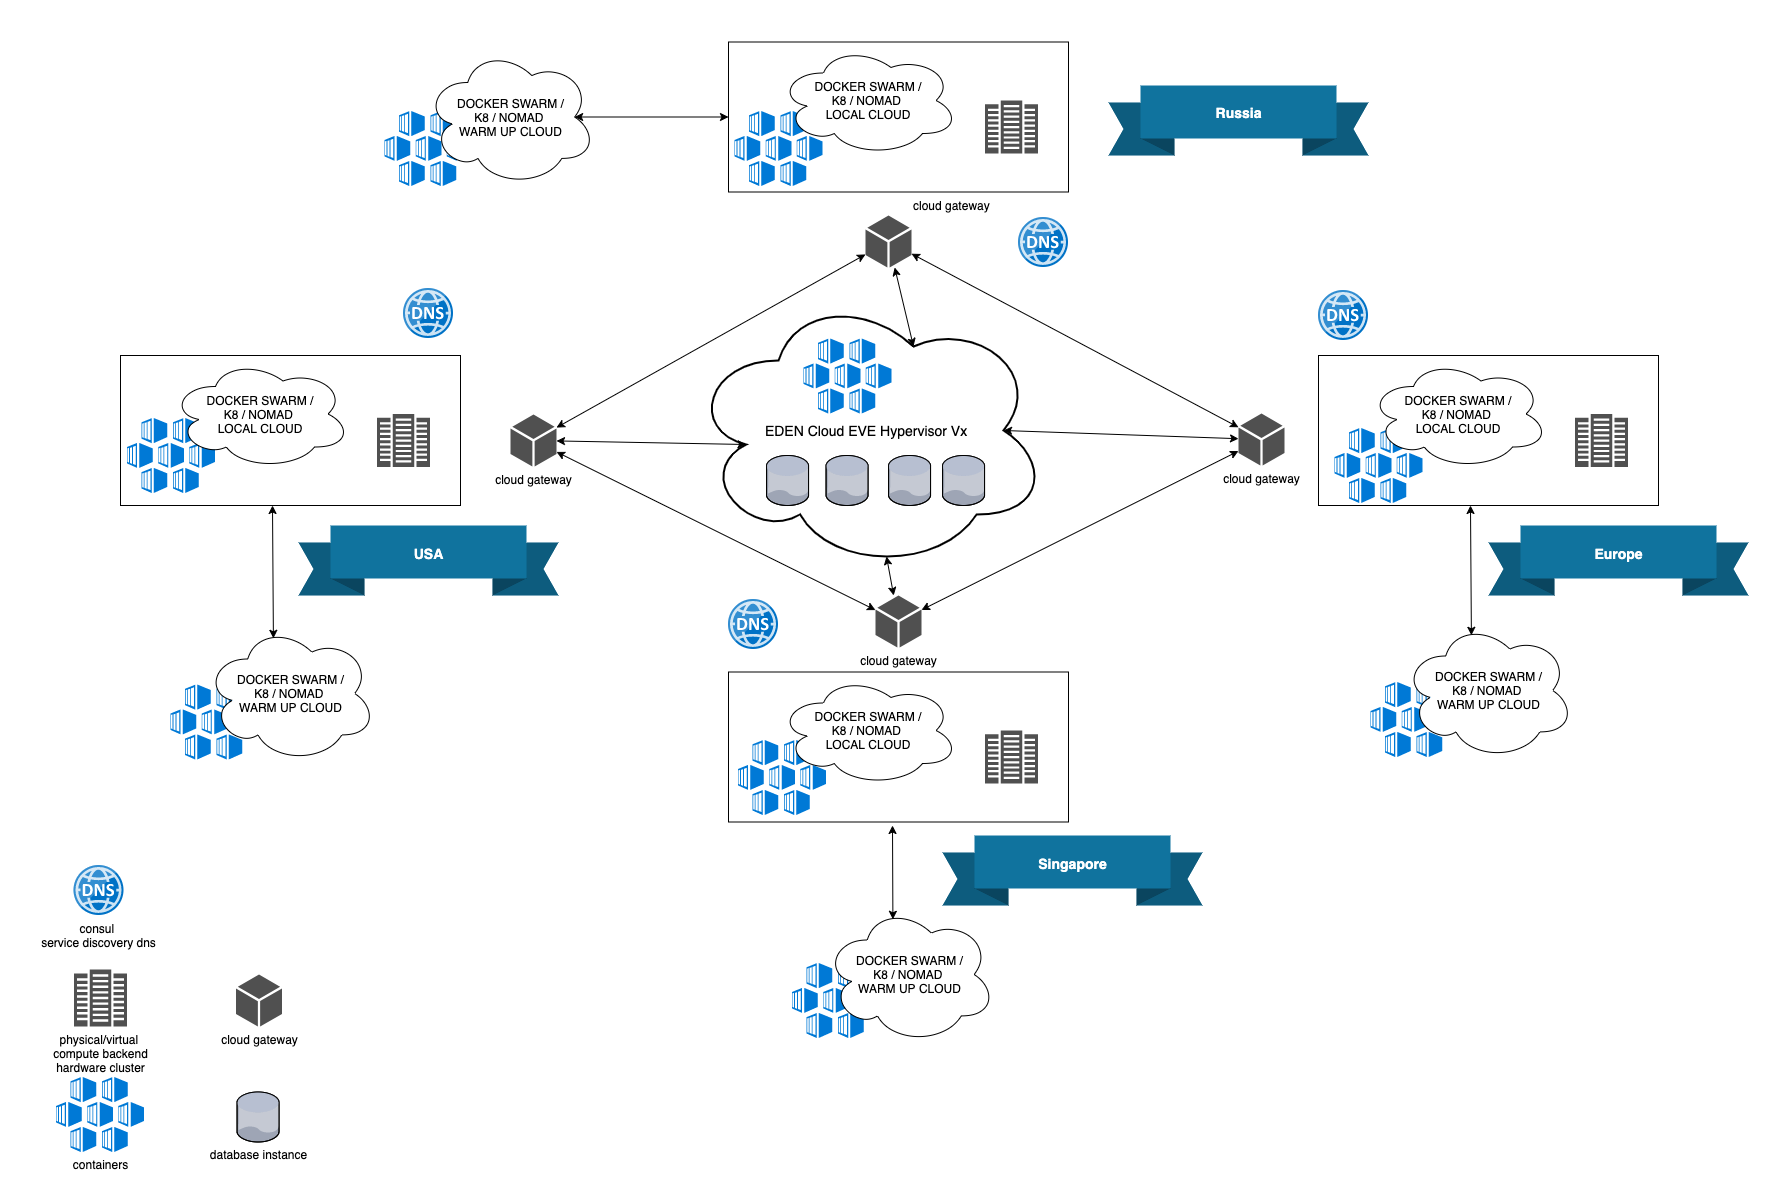 DOCKER SWARM /
K8 / NOMAD
WARM UP CLOUD
DOCKER SWARM /
K8 / NOMAD
LOCAL CLOUD
Russia
cloud gateway
DNS
DNS
DNS
DOCKER SWARM /
K8 / NOMAD
LOCAL CLOUD
cloud gateway
EDEN Cloud EVE Hypervisor Vx
cloud gateway
DOCKER SWARM /
K8 / NOMAD
LOCAL CLOUD
USA
Europe
DNS
cloud gateway
DOCKER SWARM /
K8 / NOMAD
WARM UP CLOUD
DOCKER SWARM /
K8 / NOMAD
LOCAL CLOUD
DOCKER SWARM /
K8 / NOMAD
WARM UP CLOUD
Singapore
DOCKER SWARM /
K8 / NOMAD
WARM UP CLOUD
DNS
consul
service discovery dns
physical/virtual
compute backend
hardware cluster
cloud gateway
containers
database instance